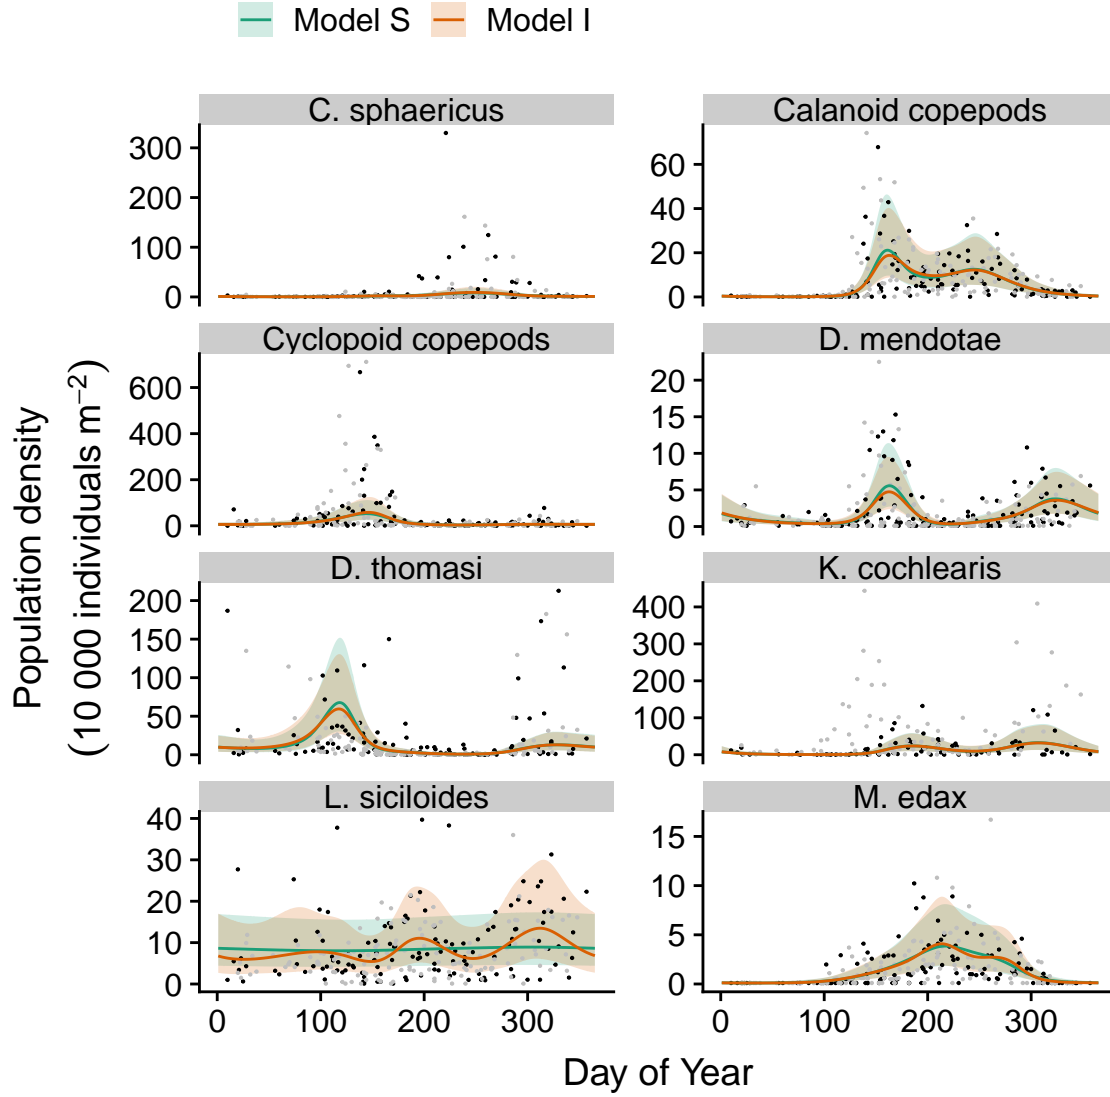 Model S Model I
C. sphaericus
Calanoid copepods
300
200
100
0
60
40
20
0
Cyclopoid copepods
D. mendotae
600
400
200
0
20
15
10
5
0
D. thomasi
K. cochlearis
200
150
100
50
0
400
300
200
100
0
L. siciloides
M. edax
40
30
20
10
0
15
10
5
0
0 100 200 300
0 100 200 300
Day of Year
Population density
(10 000 individuals m⁻²)